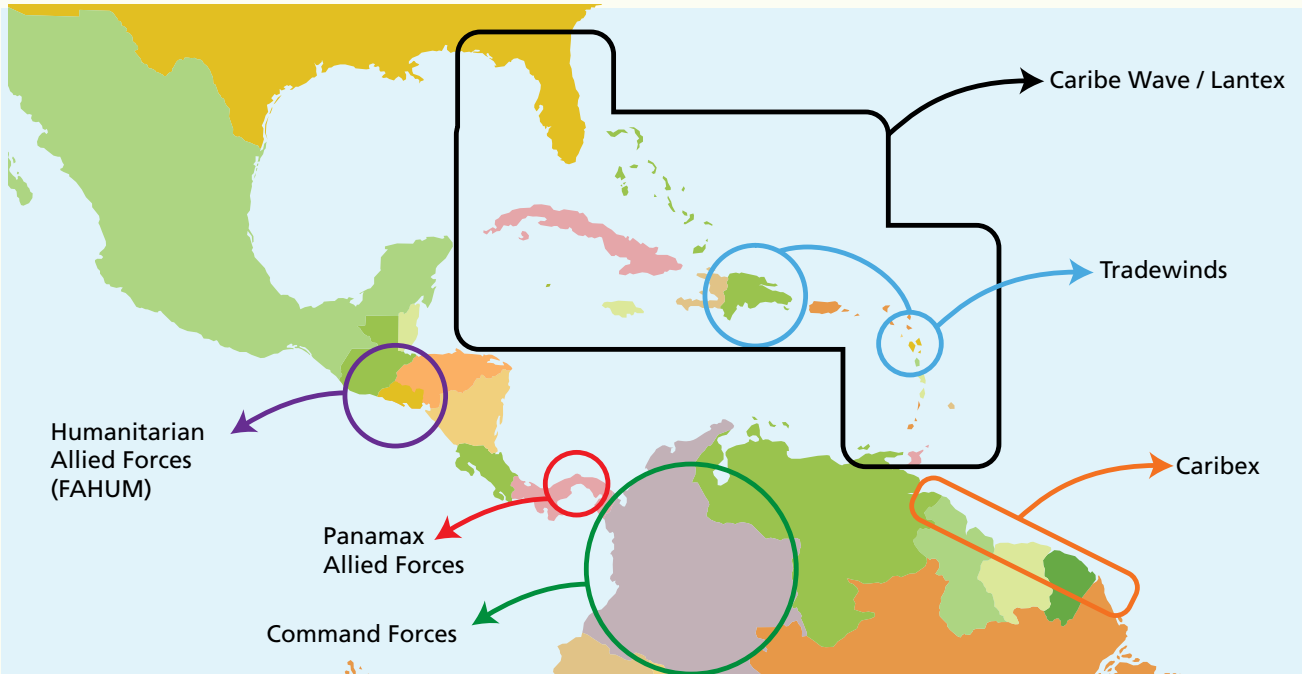 Caribe Wave / Lantex
Tradewinds
Humanitarian
Allied Forces
(FAHUM)
Caribex
Panamax
Allied Forces
Command Forces